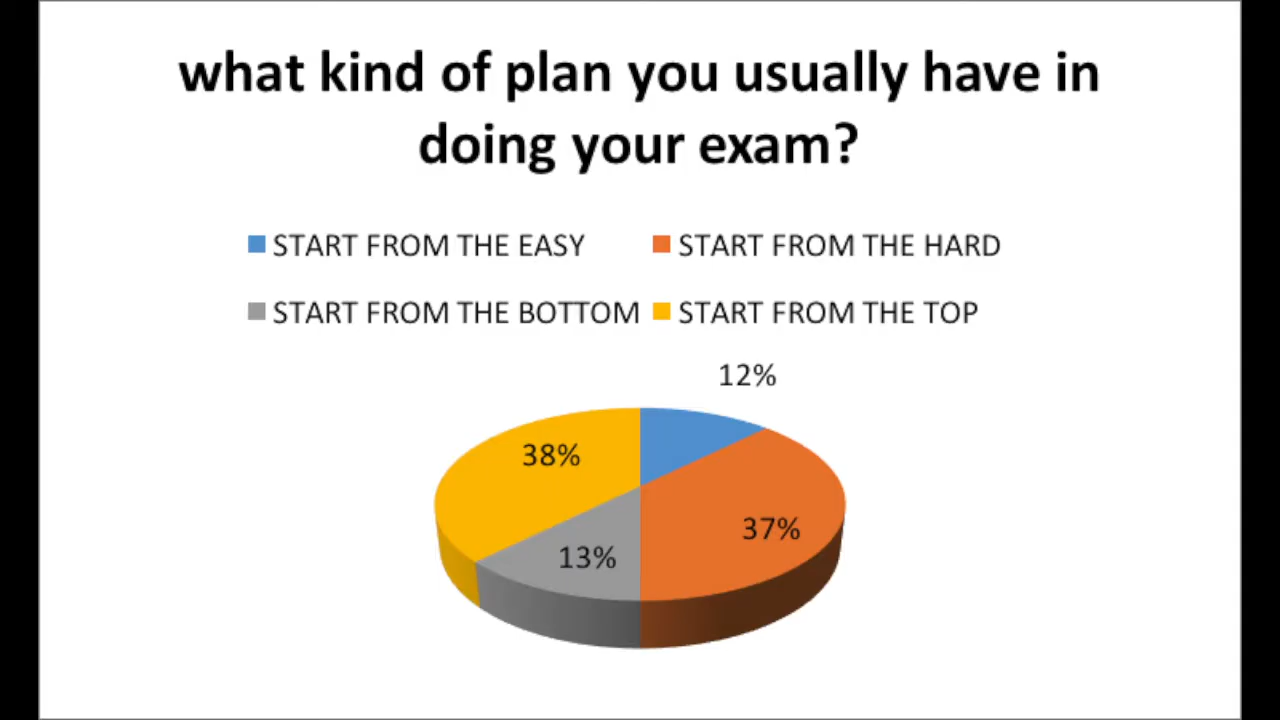 what kind of plan you usually have in
doing your exam?
START FROM THE EASY
START FROM THE HARD
START FROM THE BOTTOM
START FROM THE TOP
12%
38%
37%
13%